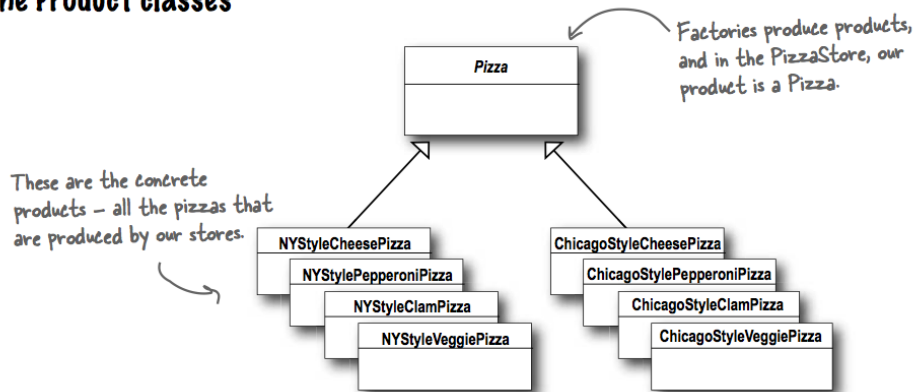 The Product classes
Pizza
Factories produce products,
and in the PizzaStore, our
product is a Pizza.
These are the concrete
products – all the pizzas that
are produced by our stores.
NYStyleCheesePizza
NYStylePepperoniPizza
NYStyleClamPizza
NYStyleVeggiePizza
ChicagoStyleCheesePizza
ChicagoStylePepperoniPizza
ChicagoStyleClamPizza
ChicagoStyleVeggiePizza